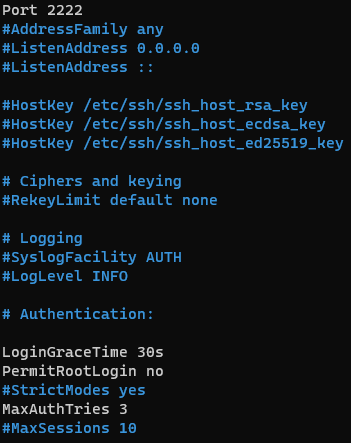 Port 2222
#AddressFamily any
#ListenAddress 0.0.0.0
#ListenAddress ::
#HostKey /etc/ssh/ssh_host_rsa_key
#HostKey /etc/ssh/ssh_host_ecdsa_key
#HostKey /etc/ssh/ssh_host_ed25519_key
# Ciphers and keying
#RekeyLimit default none
# Logging
#SyslogFacility AUTH
#LogLevel INFO
# Authentication:
LoginGraceTime 30s
PermitRootLogin no
#StrictModes yes
MaxAuthTries 3
#MaxSessions 10